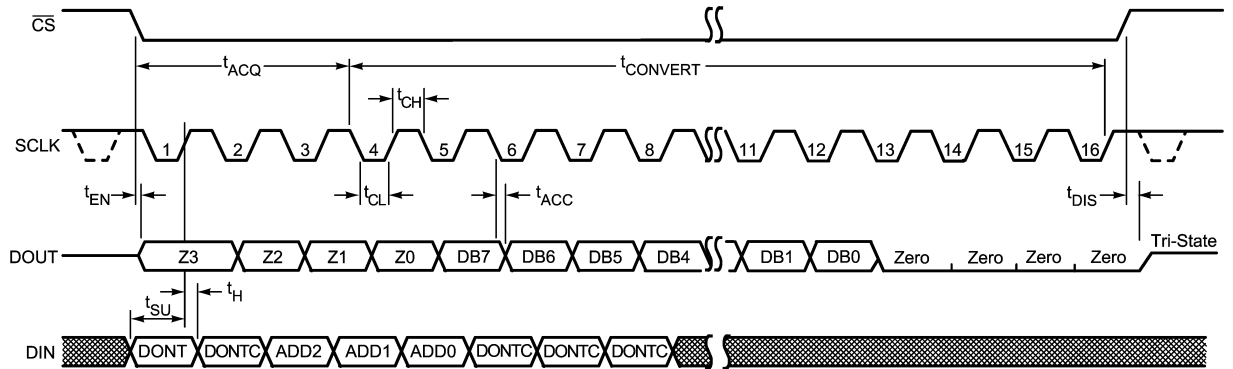 CS
tACQ
tCONVERT
tCH
SCLK
1 2 3 4 5 6 7 8 11 12 13 14 15 16
tEN
tCL
tACC
tDIS
Tri-State
DOUT Z3 Z2 Z1 Z0 DB7 DB6 DB5 DB4 DB1 DB0 Zero Zero Zero Zero
tSU
tH
DIN DONT DONTC ADD2 ADD1 ADD0 DONTC DONTC DONTC